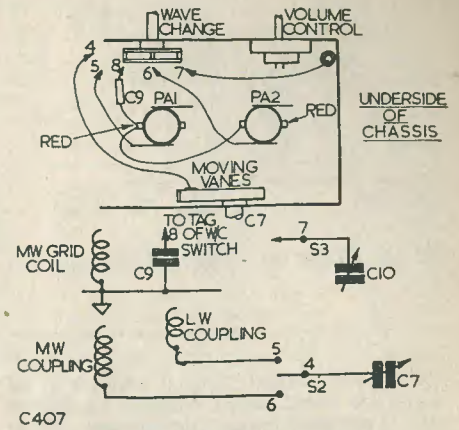 WAVE
CHANGE
VOLUME
CONTROL
4
5
8
6
7
C9
PA1
PA2
RED
RED
UNDERSIDE
OF
CHASSIS
MOVING
VANES
C7
TO TAG
8 OF W/C
SWITCH
MW GRID
COIL
C9
7
S3
C10
LW
COUPLING
MW
COUPLING
5
4
S2
C7
6
C407